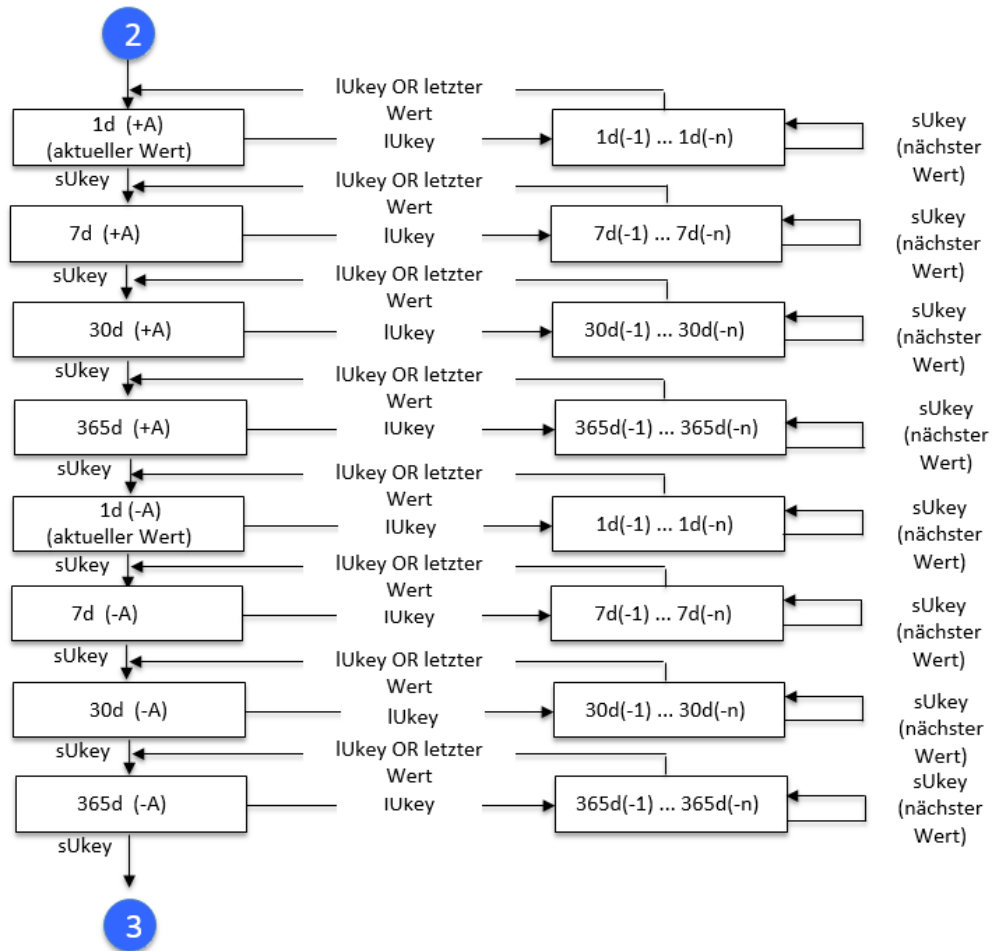 2
lUkey OR letzter
Wert
1d (+A)
(aktueller Wert)
lUkey
1d(-1) ... 1d(-n)
sUkey
(nächster
Wert)
sUkey
lUkey OR letzter
Wert
7d (+A)
lUkey
7d(-1) ... 7d(-n)
sUkey
(nächster
Wert)
sUkey
lUkey OR letzter
Wert
30d (+A)
lUkey
30d(-1) ... 30d(-n)
sUkey
(nächster
Wert)
sUkey
lUkey OR letzter
Wert
365d (+A)
lUkey
365d(-1) ... 365d(-n)
sUkey
(nächster
Wert)
sUkey
lUkey OR letzter
Wert
1d (-A)
(aktueller Wert)
lUkey
1d(-1) ... 1d(-n)
sUkey
(nächster
Wert)
sUkey
lUkey OR letzter
Wert
7d (-A)
lUkey
7d(-1) ... 7d(-n)
sUkey
(nächster
Wert)
sUkey
lUkey OR letzter
Wert
30d (-A)
lUkey
30d(-1) ... 30d(-n)
sUkey
(nächster
Wert)
sUkey
lUkey OR letzter
Wert
365d (-A)
lUkey
365d(-1) ... 365d(-n)
sUkey
(nächster
Wert)
sUkey
3